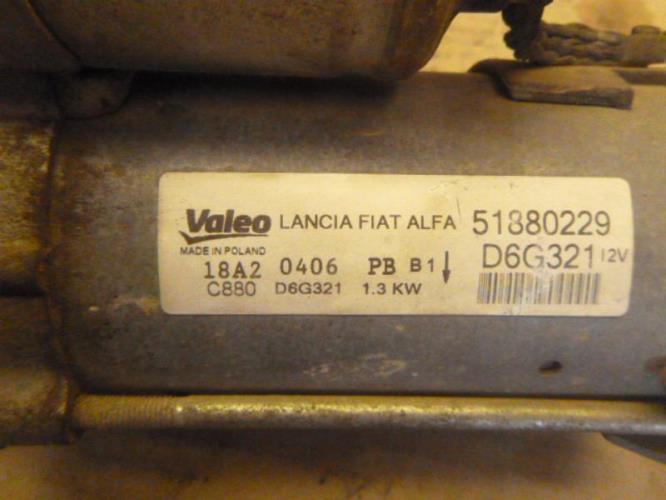 Valeo LANCIA FIAT ALFA 51880229
MADE IN POLAND
18A2 0406 PB B1 ↓ D6G321 12V
C880 D6G321 1.3 KW